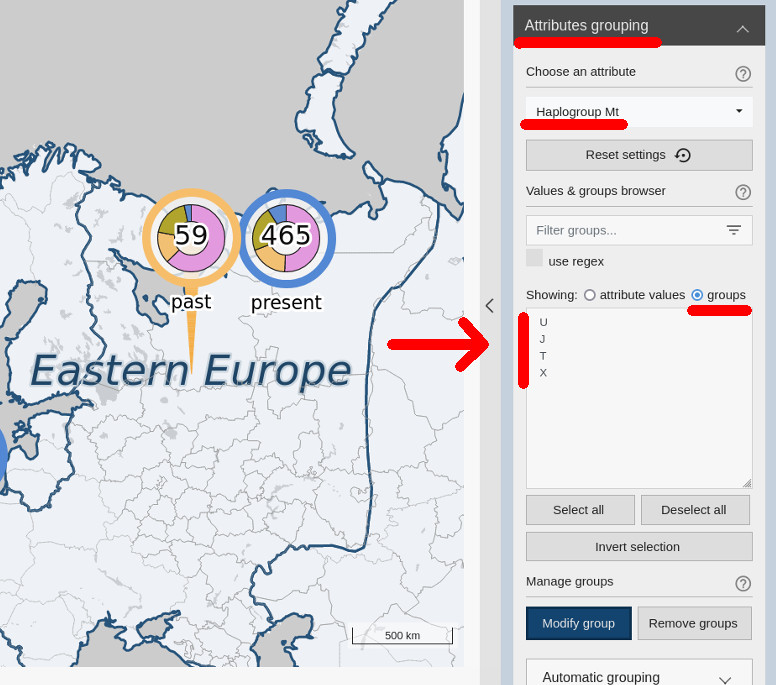 59
465
past
present
Eastern Europe
500 km
Attributes grouping
Choose an attribute
Haplogroup Mt
Reset settings
Values & groups browser
Filter groups...
use regex
Showing: attribute values groups
U
J
T
X
Select all
Deselect all
Invert selection
Manage groups
Modify group
Remove groups
Automatic grouping